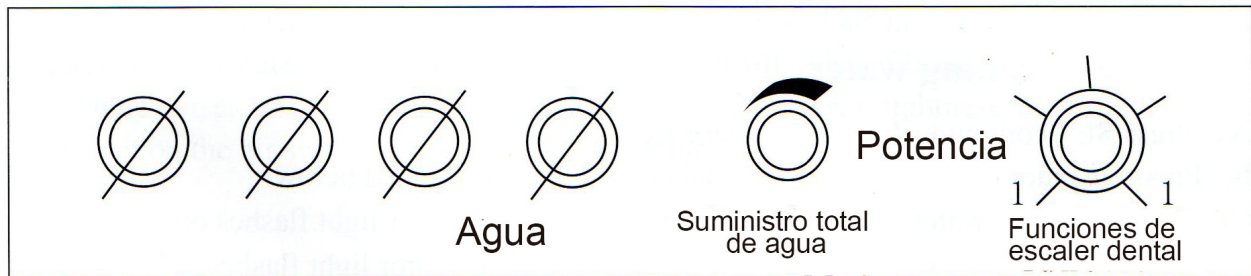 Agua
Suministro total
de agua
Potencia
1 1
Funciones de
escaler dental